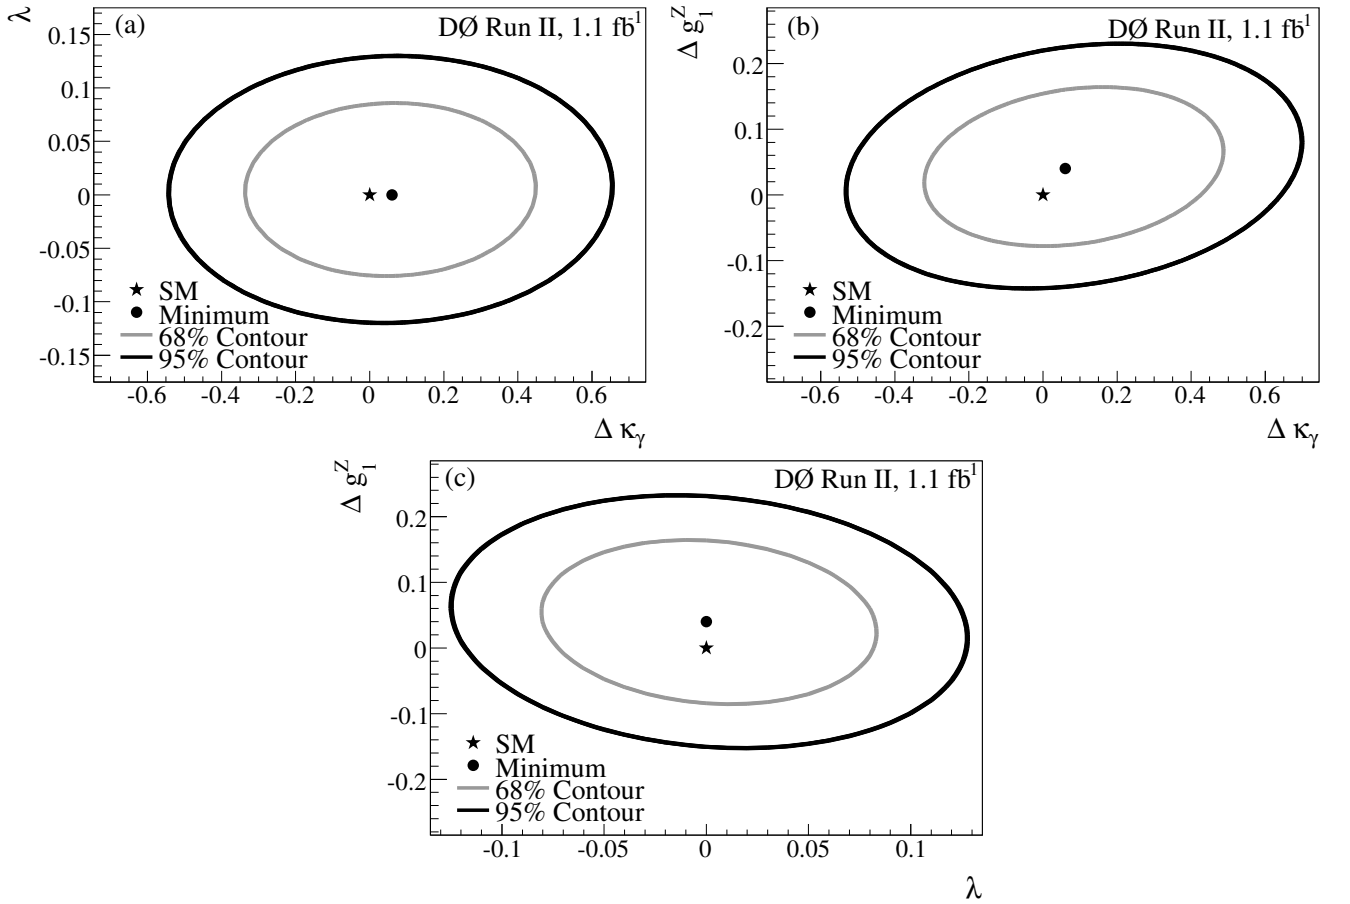 λ
(a)
DØ Run II, 1.1 fb⁻¹
0.15
0.1
0.05
0
-0.05
-0.1
-0.15
SM
Minimum
68% Contour
95% Contour
-0.6 -0.4 -0.2 0 0.2 0.4 0.6
Δ κγ
Δ g₁ᶻ
(b)
DØ Run II, 1.1 fb⁻¹
0.2
0.1
0
-0.1
-0.2
SM
Minimum
68% Contour
95% Contour
-0.6 -0.4 -0.2 0 0.2 0.4 0.6
Δ κγ
Δ g₁ᶻ
(c)
DØ Run II, 1.1 fb⁻¹
0.2
0.1
0
-0.1
-0.2
SM
Minimum
68% Contour
95% Contour
-0.1 -0.05 0 0.05 0.1
λ